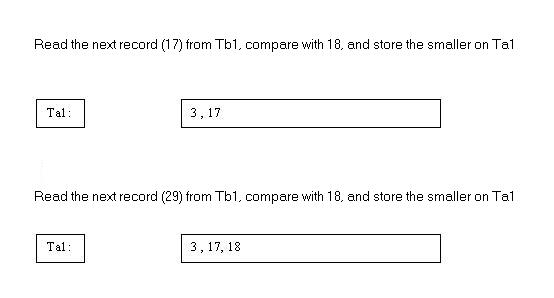 Read the next record (17) from Tb1, compare with 18, and store the smaller on Ta1
Ta1: 3, 17
Read the next record (29) from Tb1, compare with 18, and store the smaller on Ta1
Ta1: 3, 17, 18